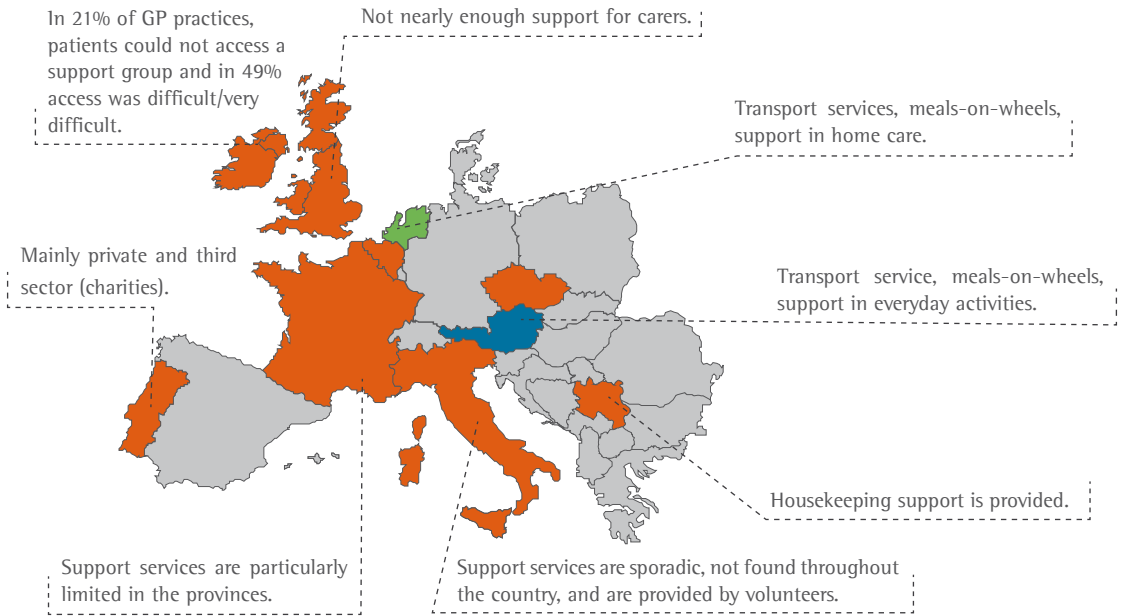 In 21% of GP practices,
patients could not access a
support group and in 49%
access was difficult/very
difficult.
Not nearly enough support for carers.
Transport services, meals-on-wheels,
support in home care.
Mainly private and third
sector (charities).
Transport service, meals-on-wheels,
support in everyday activities.
Housekeeping support is provided.
Support services are particularly
limited in the provinces.
Support services are sporadic, not found throughout
the country, and are provided by volunteers.